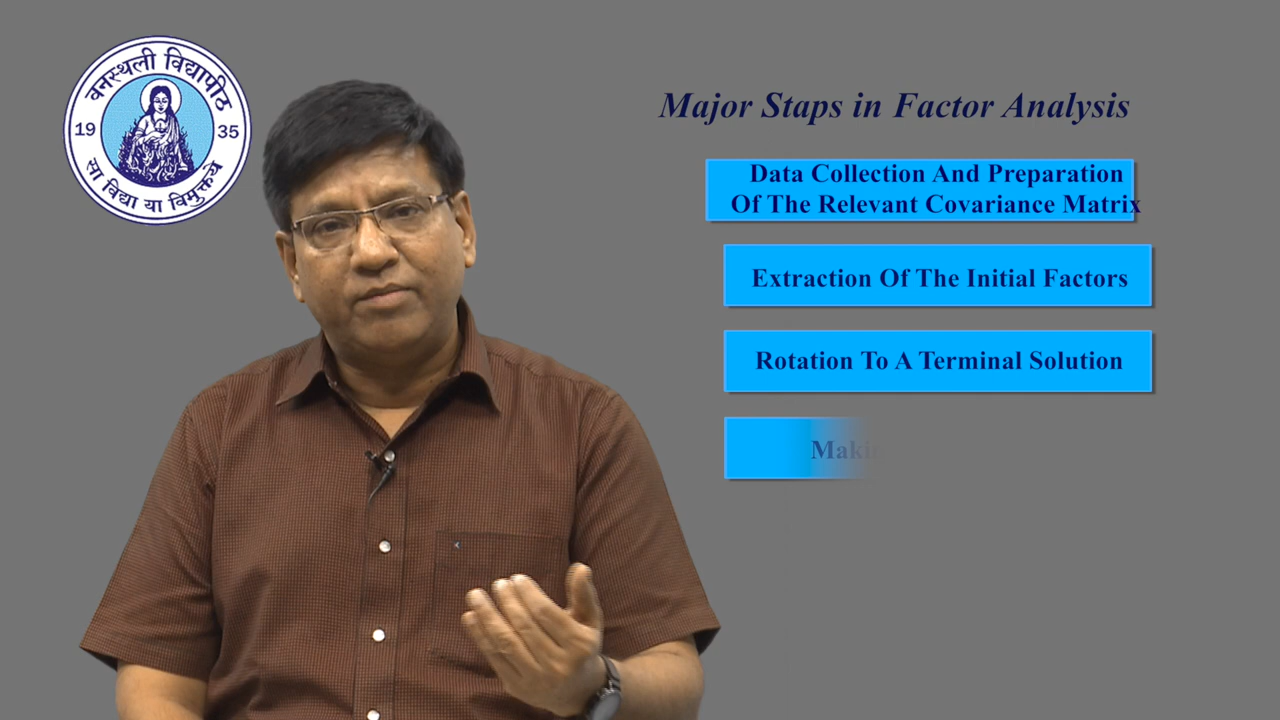 वनस्थली विद्यापीठ
19 35
सा विद्या या विमुक्तये
Major Staps in Factor Analysis
Data Collection And Preparation
Of The Relevant Covariance Matrix
Extraction Of The Initial Factors
Rotation To A Terminal Solution